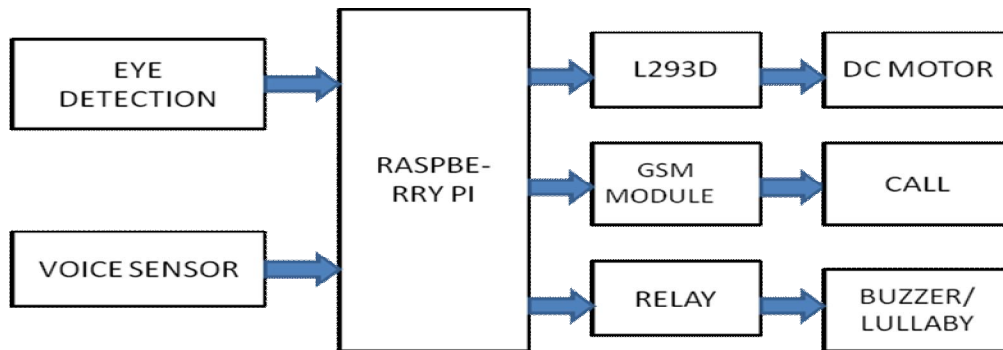 EYE
DETECTION
VOICE SENSOR
RASPBE-
RRY PI
L293D
DC MOTOR
GSM
MODULE
CALL
RELAY
BUZZER/
LULLABY